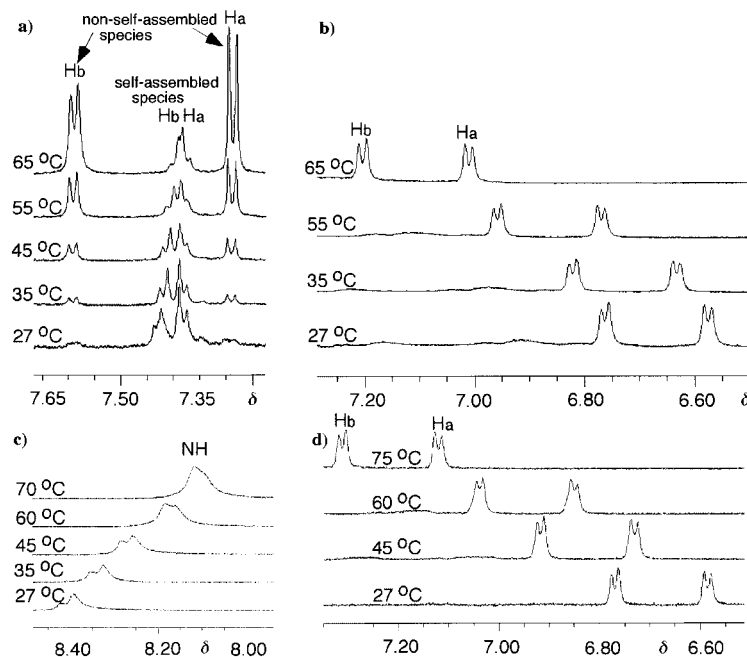 a)
non-self-assembled
species
Ha
Hb
self-assembled
species
Hb Ha
65 °C
55 °C
45 °C
35 °C
27 °C
7.65 7.50 7.35 δ
b)
Hb Ha
65 °C
55 °C
35 °C
27 °C
7.20 7.00 6.80 6.60 δ
c)
NH
70 °C
60 °C
45 °C
35 °C
27 °C
8.40 8.20 δ 8.00
d)
Hb Ha
75 °C
60 °C
45 °C
27 °C
7.20 7.00 6.80 δ 6.60